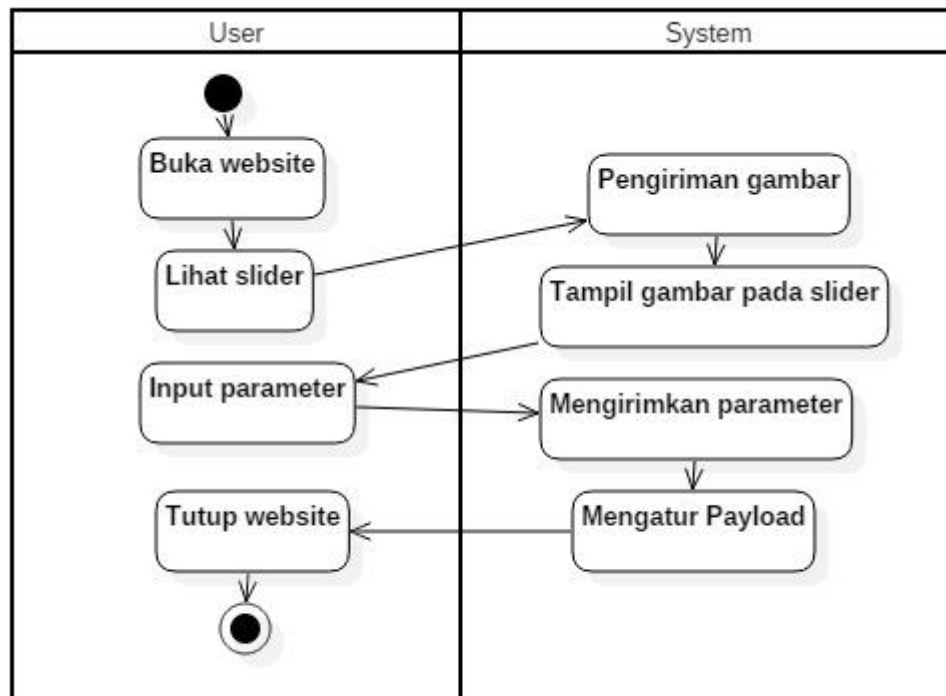 User
System
Buka website
Pengiriman gambar
Lihat slider
Tampil gambar pada slider
Input parameter
Mengirimkan parameter
Tutup website
Mengatur Payload